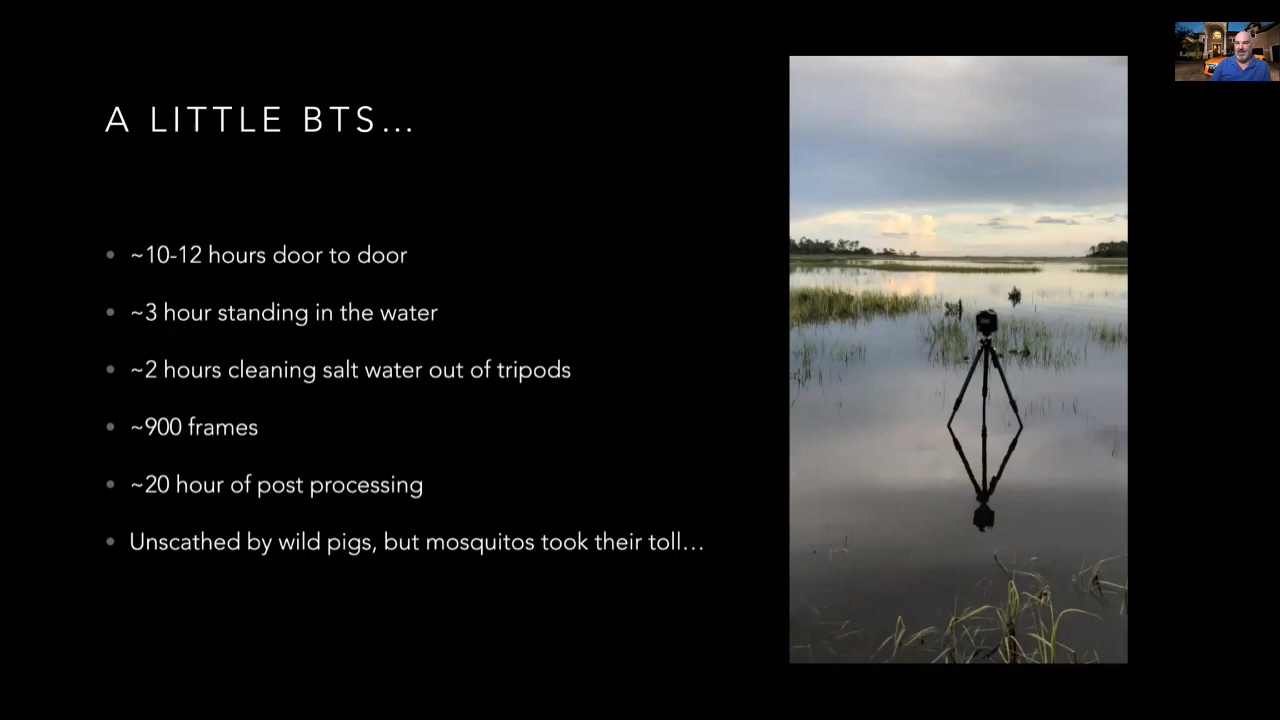 A LITTLE BTS...
~10-12 hours door to door
~3 hour standing in the water
~2 hours cleaning salt water out of tripods
~900 frames
~20 hour of post processing
Unscathed by wild pigs, but mosquitos took their toll...